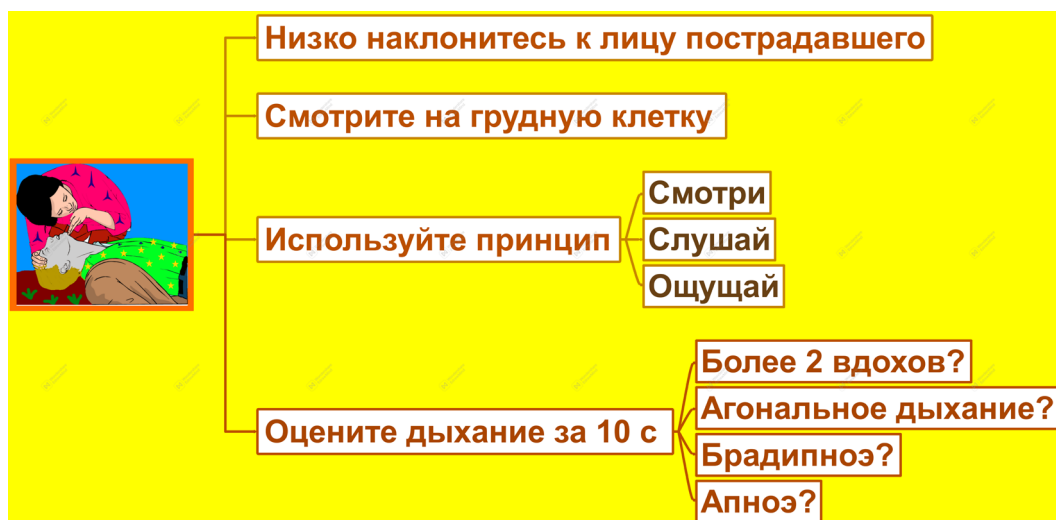 Низко наклонитесь к лицу пострадавшего
Смотрите на грудную клетку
Используйте принцип
Смотри
Слушай
Ощущай
Оцените дыхание за 10 с
Более 2 вдохов?
Агональное дыхание?
Брадипноэ?
Апноэ?